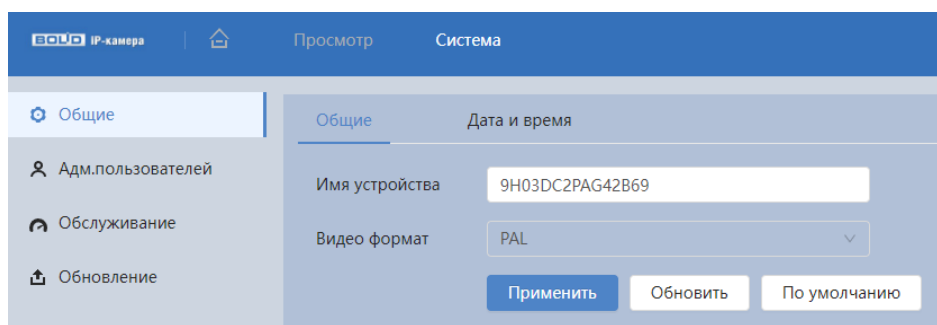 BOLID IP-камера Просмотр Система
Общие
Адм.пользователей
Обслуживание
Обновление
Общие Дата и время
Имя устройства 9H03DC2PAG42B69
Видео формат PAL
Применить Обновить По умолчанию